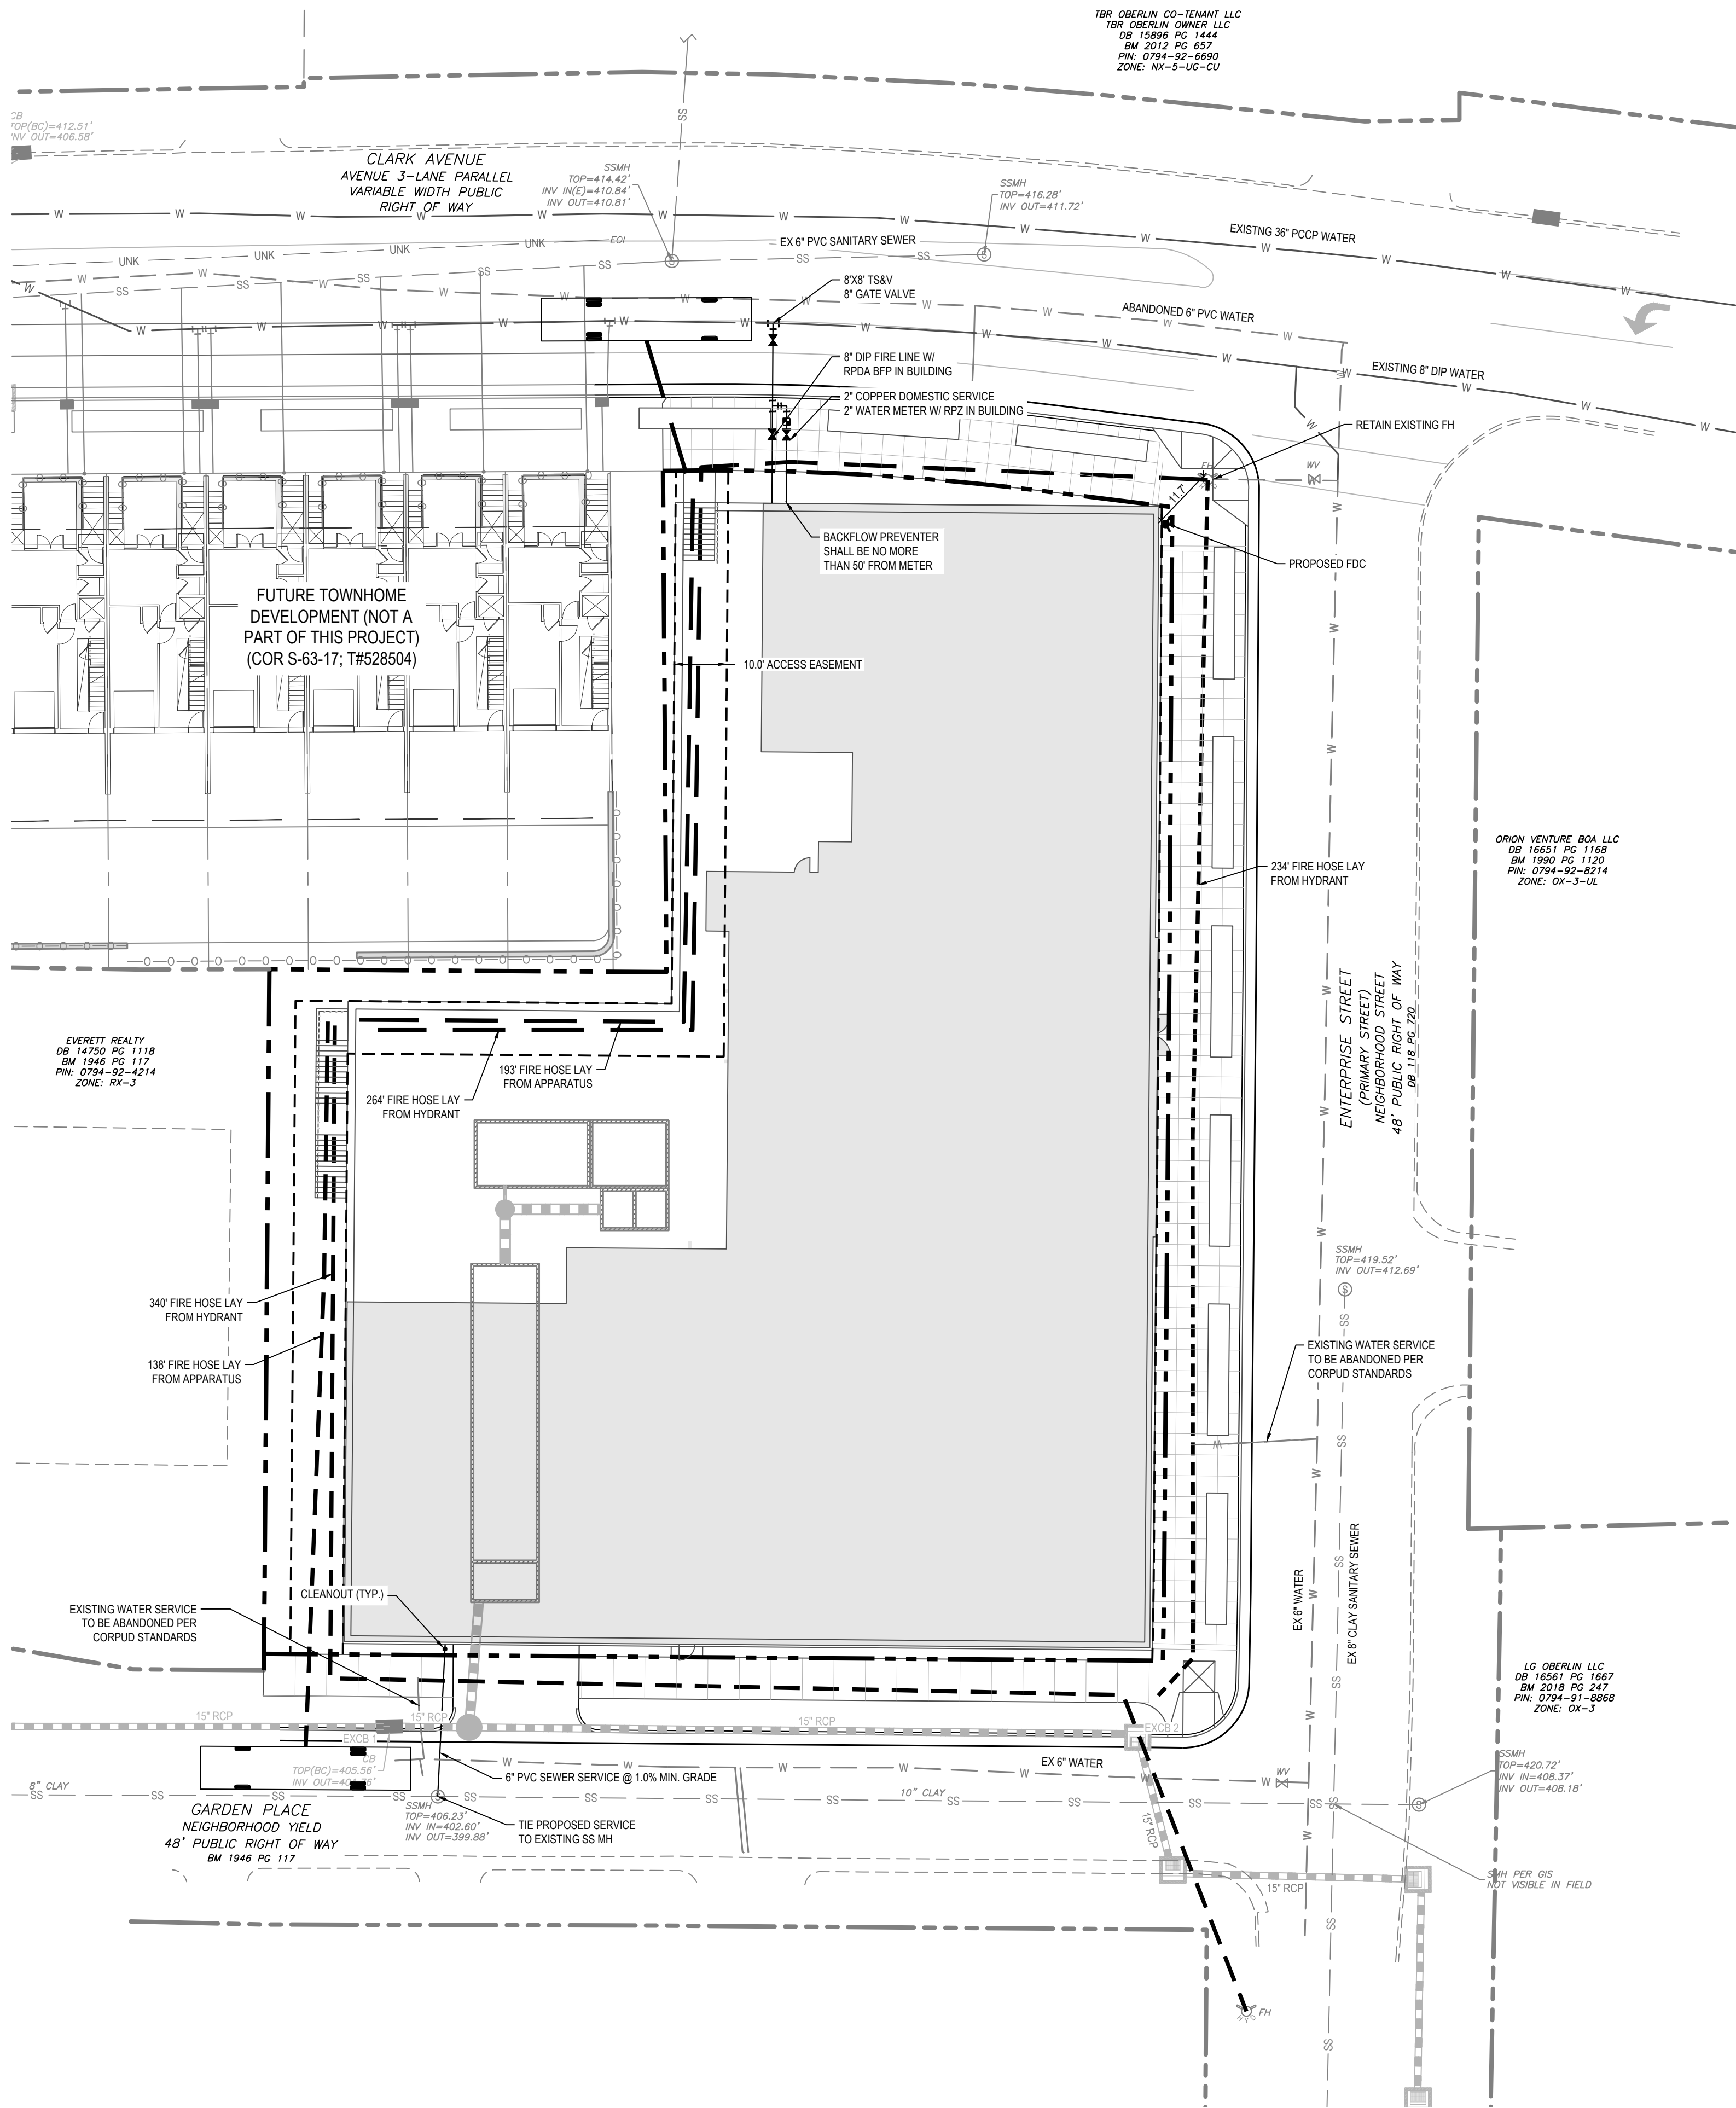 TBR OBERLIN CO-TENANT LLC
TBR OBERLIN OWNER LLC
DB 15896 PG 1444
BM 2012 PG 657
PIN: 0794-92-6690
ZONE: NX-5-UG-CU
CB
TOP(BC)=412.51'
INV OUT=406.58'
CLARK AVENUE
AVENUE 3-LANE PARALLEL
VARIABLE WIDTH PUBLIC
RIGHT OF WAY
SSMH
TOP=414.42'
INV IN(E)=410.84'
INV OUT=410.81'
SSMH
TOP=416.28'
INV OUT=411.72'
EXISTNG 36" PCCP WATER
EOI
UNK
UNK
UNK
EX 6" PVC SANITARY SEWER
8'X8' TS&V
8" GATE VALVE
ABANDONED 6" PVC WATER
EXISTING 8" DIP WATER
8" DIP FIRE LINE W/
RPDA BFP IN BUILDING
2" COPPER DOMESTIC SERVICE
2" WATER METER W/ RPZ IN BUILDING
RETAIN EXISTING FH
FH
WV
11.7'
BACKFLOW PREVENTER
SHALL BE NO MORE
THAN 50' FROM METER
PROPOSED FDC
FUTURE TOWNHOME
DEVELOPMENT (NOT A
PART OF THIS PROJECT)
(COR S-63-17; T#528504)
10.0' ACCESS EASEMENT
234' FIRE HOSE LAY
FROM HYDRANT
ORION VENTURE BOA LLC
DB 16651 PG 1168
BM 1990 PG 1120
PIN: 0794-92-8214
ZONE: OX-3-UL
ENTERPRISE STREET
(PRIMARY STREET)
NEIGHBORHOOD STREET
48' PUBLIC RIGHT OF WAY
DB 118 PG 720
EVERETT REALTY
DB 14750 PG 1118
BM 1946 PG 117
PIN: 0794-92-4214
ZONE: RX-3
193' FIRE HOSE LAY
FROM APPARATUS
264' FIRE HOSE LAY
FROM HYDRANT
SSMH
TOP=419.52'
INV OUT=412.69'
340' FIRE HOSE LAY
FROM HYDRANT
138' FIRE HOSE LAY
FROM APPARATUS
EXISTING WATER SERVICE
TO BE ABANDONED PER
CORPUD STANDARDS
EX 6" WATER
EX 8" CLAY SANITARY SEWER
CLEANOUT (TYP.)
EXISTING WATER SERVICE
TO BE ABANDONED PER
CORPUD STANDARDS
LG OBERLIN LLC
DB 16561 PG 1667
BM 2018 PG 247
PIN: 0794-91-8868
ZONE: OX-3
15" RCP
15" RCP
15" RCP
EXCB 1
EXCB 2
CB
TOP(BC)=405.56'
EX 6" WATER
WV
6" PVC SEWER SERVICE @ 1.0% MIN. GRADE
SSMH
TOP=420.72'
INV IN=408.37'
INV OUT=408.18'
8" CLAY
10" CLAY
GARDEN PLACE
NEIGHBORHOOD YIELD
48' PUBLIC RIGHT OF WAY
BM 1946 PG 117
SSMH
TOP=406.23'
INV IN=402.60'
INV OUT=399.88'
TIE PROPOSED SERVICE
TO EXISTING SS MH
15" RCP
15" RCP
SMH PER GIS
NOT VISIBLE IN FIELD
FH
HYD